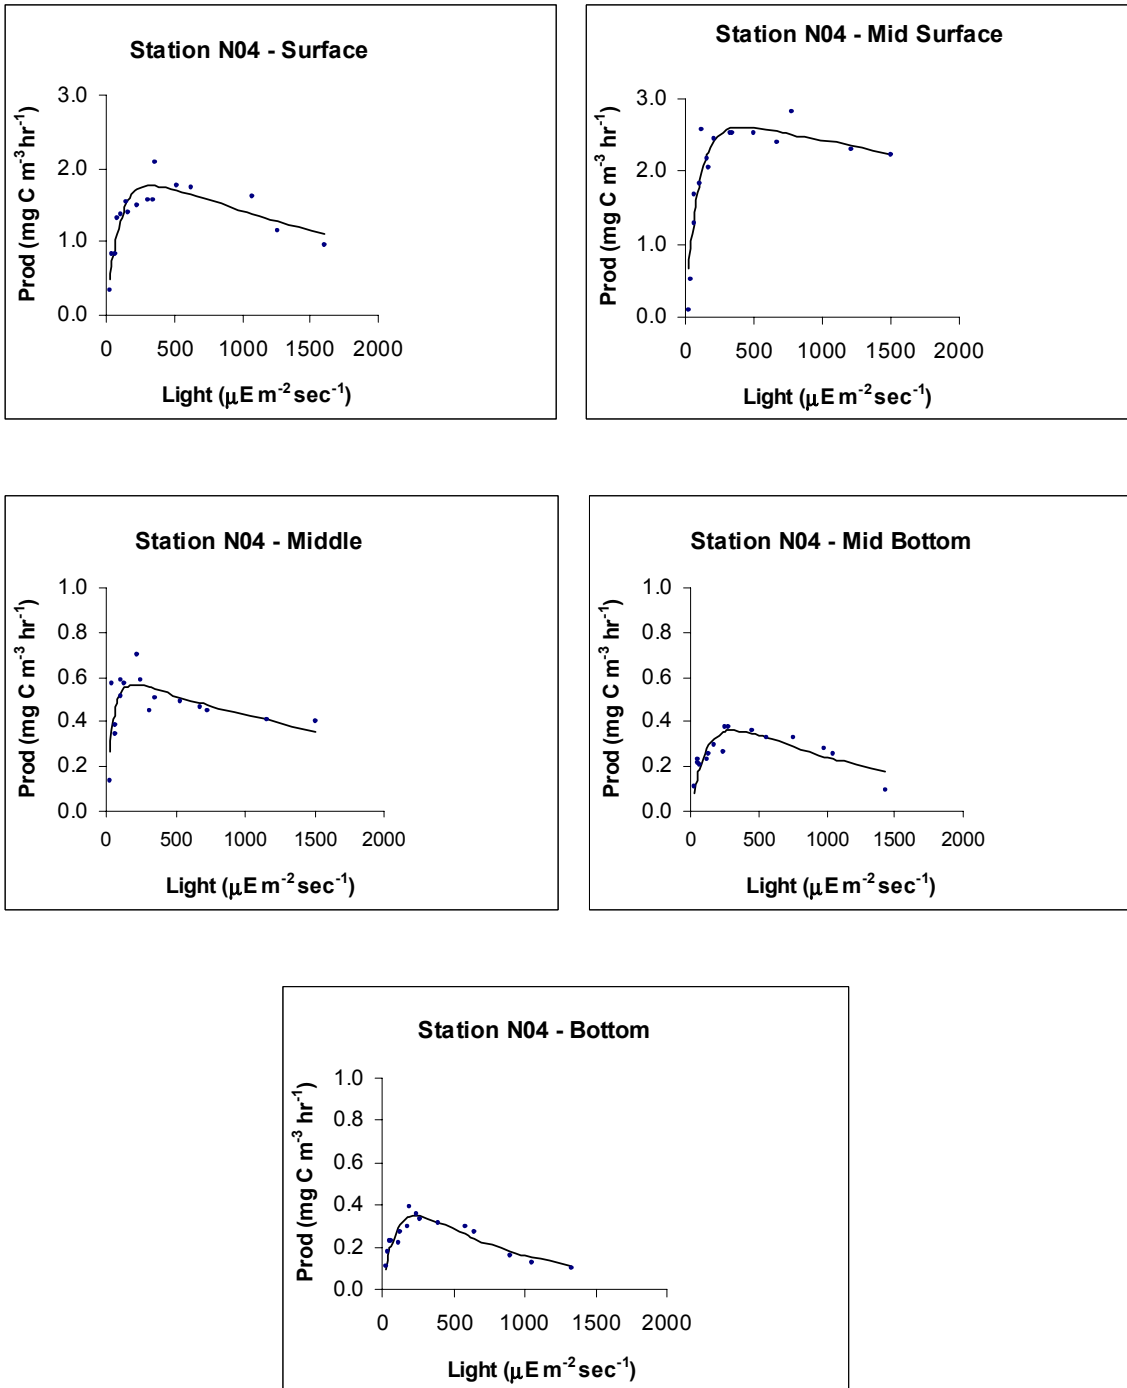 Station N04 - Surface
Prod (mg C m⁻³ hr⁻¹)
3.0
2.0
1.0
0.0
0 500 1000 1500 2000
Light (µE m⁻² sec⁻¹)
Station N04 - Mid Surface
Prod (mg C m⁻³ hr⁻¹)
3.0
2.0
1.0
0.0
0 500 1000 1500 2000
Light (µE m⁻² sec⁻¹)
Station N04 - Middle
Prod (mg C m⁻³ hr⁻¹)
1.0
0.8
0.6
0.4
0.2
0.0
0 500 1000 1500 2000
Light (µE m⁻² sec⁻¹)
Station N04 - Mid Bottom
Prod (mg C m⁻³ hr⁻¹)
1.0
0.8
0.6
0.4
0.2
0.0
0 500 1000 1500 2000
Light (µE m⁻² sec⁻¹)
Station N04 - Bottom
Prod (mg C m⁻³ hr⁻¹)
1.0
0.8
0.6
0.4
0.2
0.0
0 500 1000 1500 2000
Light (µE m⁻² sec⁻¹)